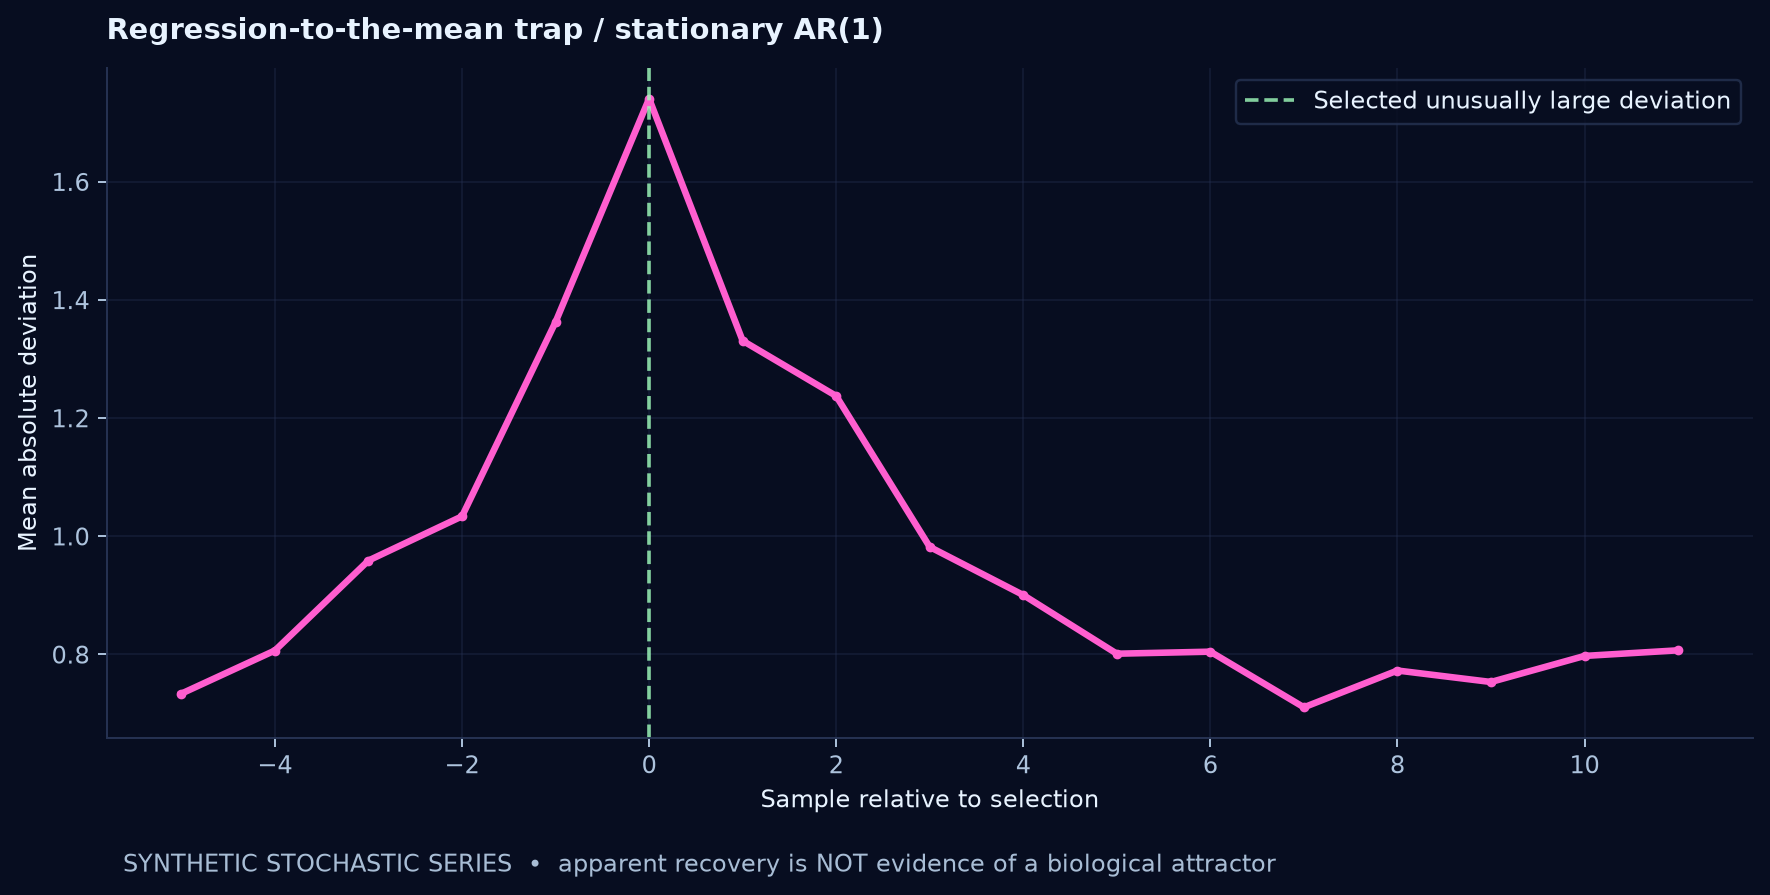 Regression-to-the-mean trap / stationary AR(1)
Selected unusually large deviation
Mean absolute deviation
1.6
1.4
1.2
1.0
0.8
−4
−2
0
2
4
6
8
10
Sample relative to selection
SYNTHETIC STOCHASTIC SERIES • apparent recovery is NOT evidence of a biological attractor